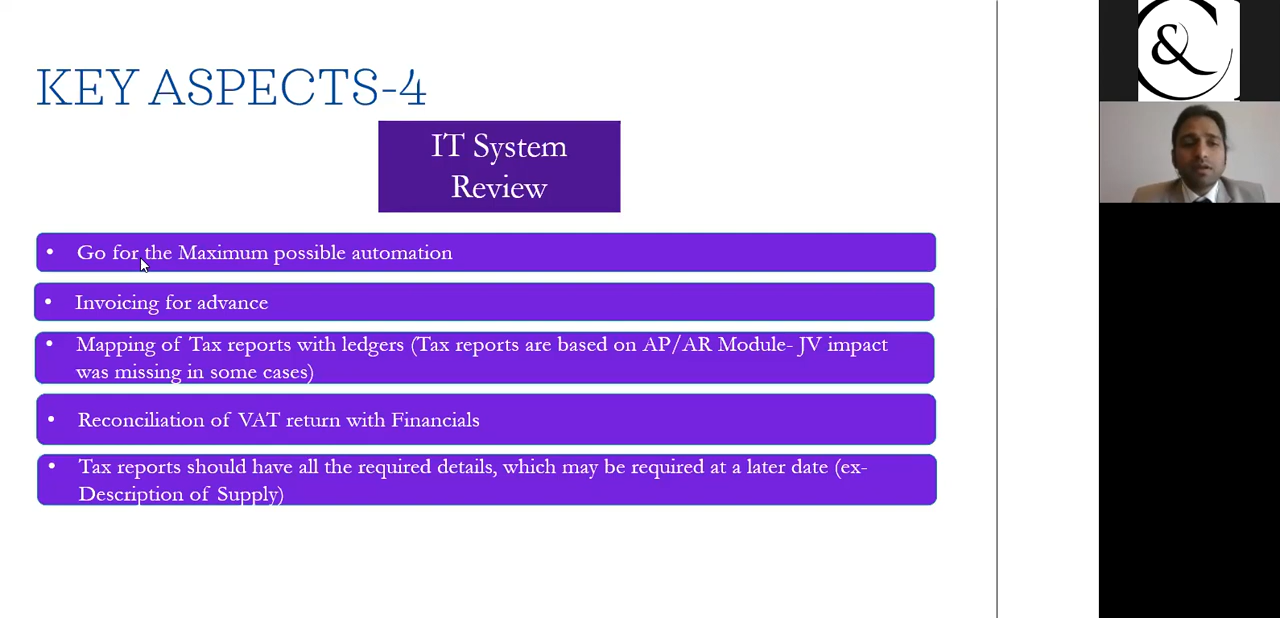 KEY ASPECTS-4
IT System
Review
• Go for the Maximum possible automation
• Invoicing for advance
• Mapping of Tax reports with ledgers (Tax reports are based on AP/AR Module- JV impact
was missing in some cases)
• Reconciliation of VAT return with Financials
• Tax reports should have all the required details, which may be required at a later date (ex-
Description of Supply)
&